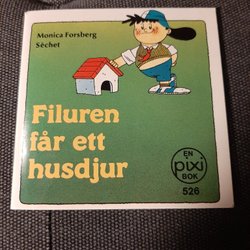 Monica Forsberg
Séchet
Filuren
får ett
husdjur
EN
pixi
BOK
526